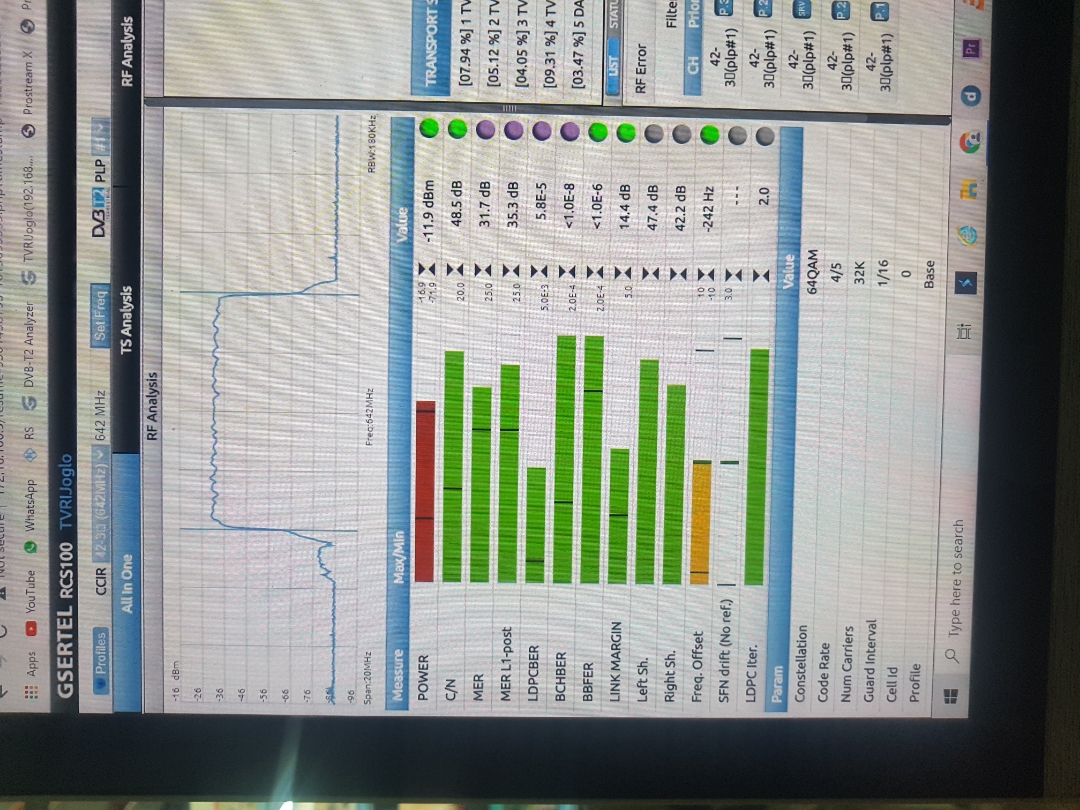 Apps YouTube WhatsApp RS DVB-T2 Analyzer TVRIJoglo(192.168.... Prostream X
GSERTEL RCS100 TVRIJoglo
Profiles CCIR 42-3▯ (642MHz) 642 MHz Set Freq DVB T2 PLP #1
All In One TS Analysis RF Analysis
RF Analysis
-16 dBm
-26
-36
-46
-56
-66
-76
-86
-96
Span:20MHz Freq:642MHz RBW:180KHz
Measure Max/Min Value
POWER -16.9 -71.9 -11.9 dBm
C/N 20.0 48.5 dB
MER 25.0 31.7 dB
MER L1-post 25.0 35.3 dB
LDPCBER 5.0E-3 5.8E-5
BCHBER 2.0E-4 <1.0E-8
BBFER 2.0E-4 <1.0E-6
LINK MARGIN 5.0 14.4 dB
Left Sh. 47.4 dB
Right Sh. 42.2 dB
Freq. Offset 10 -10 -242 Hz
SFN drift (No ref.) 3.0 ---
LDPC Iter. 2.0
Param Value
Constellation 64QAM
Code Rate 4/5
Num Carriers 32K
Guard Interval 1/16
Cell Id 0
Profile Base
TRANSPORT S
[07.94 %] 1 TV
[05.12 %] 2 TV
[04.05 %] 3 TV
[09.31 %] 4 TV
[03.47 %] 5 DA
LIST STATU
RF Error
Filte
CH Prior
42-
3▯(plp#1) P.3
42-
3▯(plp#1) P.2
42-
3▯(plp#1) SRV
42-
3▯(plp#1) P.2
42-
3▯(plp#1) P.1
Type here to search
d Pr